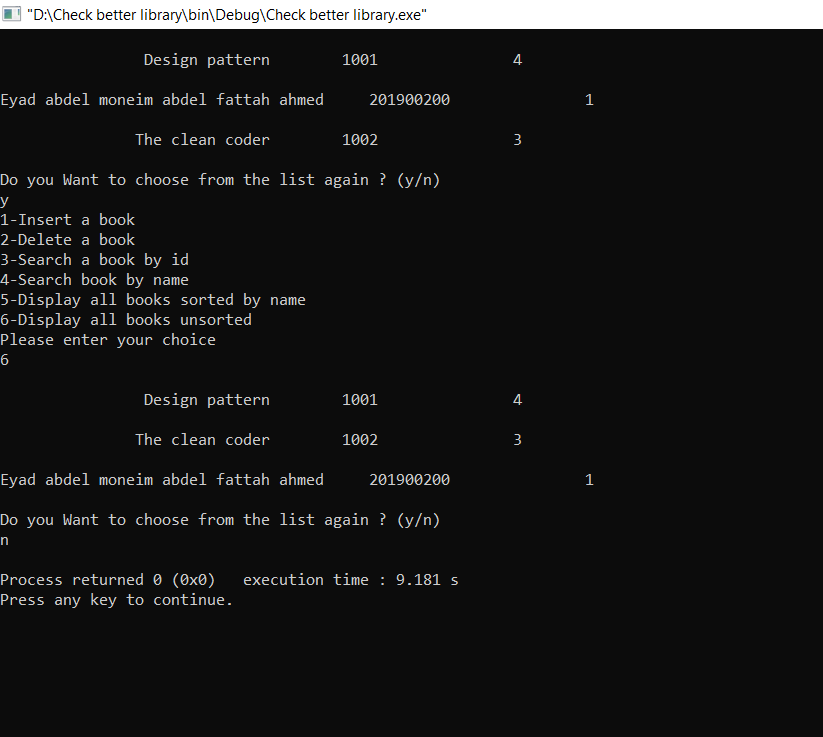 "D:\Check better library\bin\Debug\Check better library.exe"
Design pattern 1001 4
Eyad abdel moneim abdel fattah ahmed 201900200 1
The clean coder 1002 3
Do you Want to choose from the list again ? (y/n)
y
1-Insert a book
2-Delete a book
3-Search a book by id
4-Search book by name
5-Display all books sorted by name
6-Display all books unsorted
Please enter your choice
6
Design pattern 1001 4
The clean coder 1002 3
Eyad abdel moneim abdel fattah ahmed 201900200 1
Do you Want to choose from the list again ? (y/n)
n
Process returned 0 (0x0) execution time : 9.181 s
Press any key to continue.